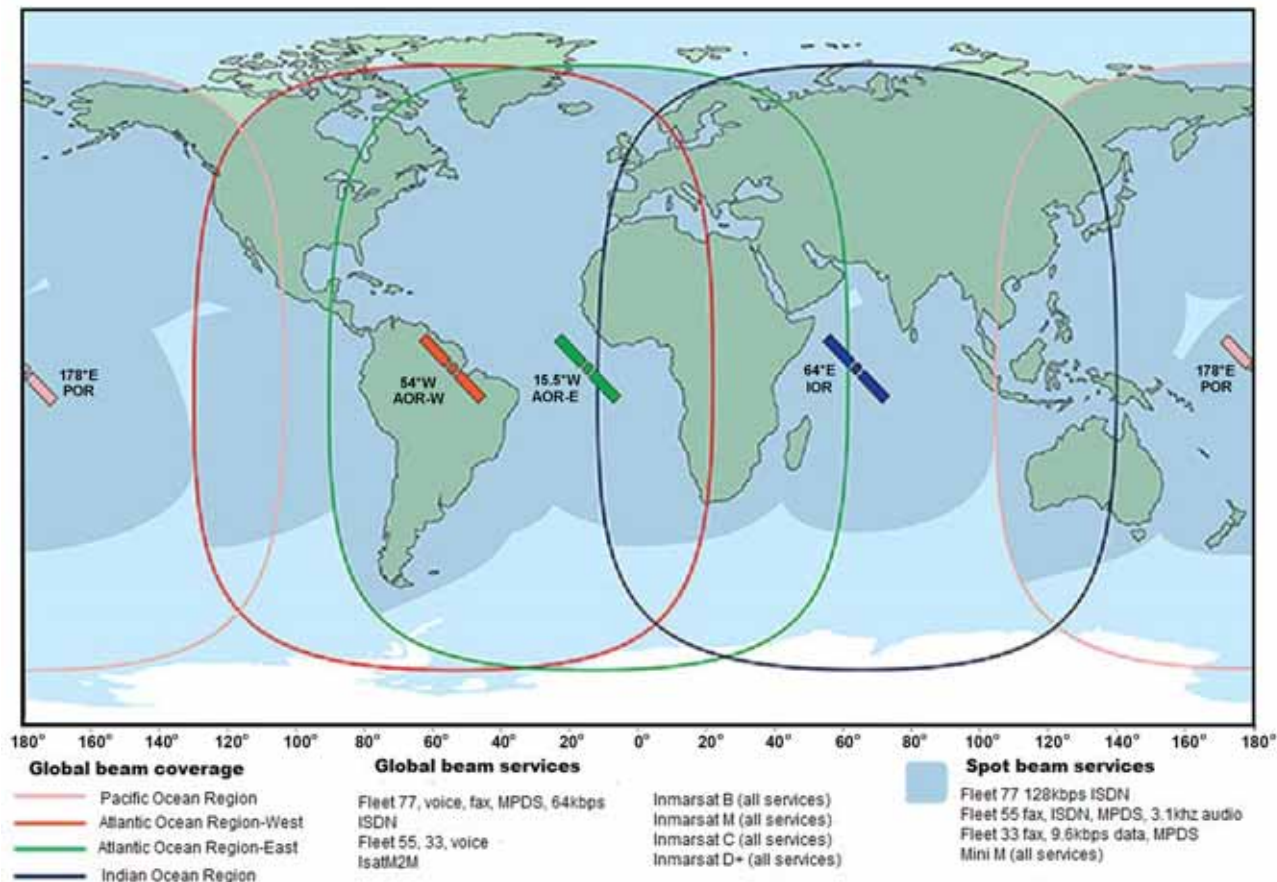 178°E
POR
54°W
AOR-W
15.5°W
AOR-E
64°E
IOR
178°E
POR
180° 160° 140° 120° 100° 80° 60° 40° 20° 0° 20° 40° 60° 80° 100° 120° 140° 160° 180°
Global beam coverage
Pacific Ocean Region
Atlantic Ocean Region-West
Atlantic Ocean Region-East
Indian Ocean Region
Global beam services
Fleet 77, voice, fax, MPDS, 64kbps
ISDN
Fleet 55, 33, voice
IsatM2M
Inmarsat B (all services)
Inmarsat M (all services)
Inmarsat C (all services)
Inmarsat D+ (all services)
Spot beam services
Fleet 77 128kbps ISDN
Fleet 55 fax, ISDN, MPDS, 3.1khz audio
Fleet 33 fax, 9.6kbps data, MPDS
Mini M (all services)